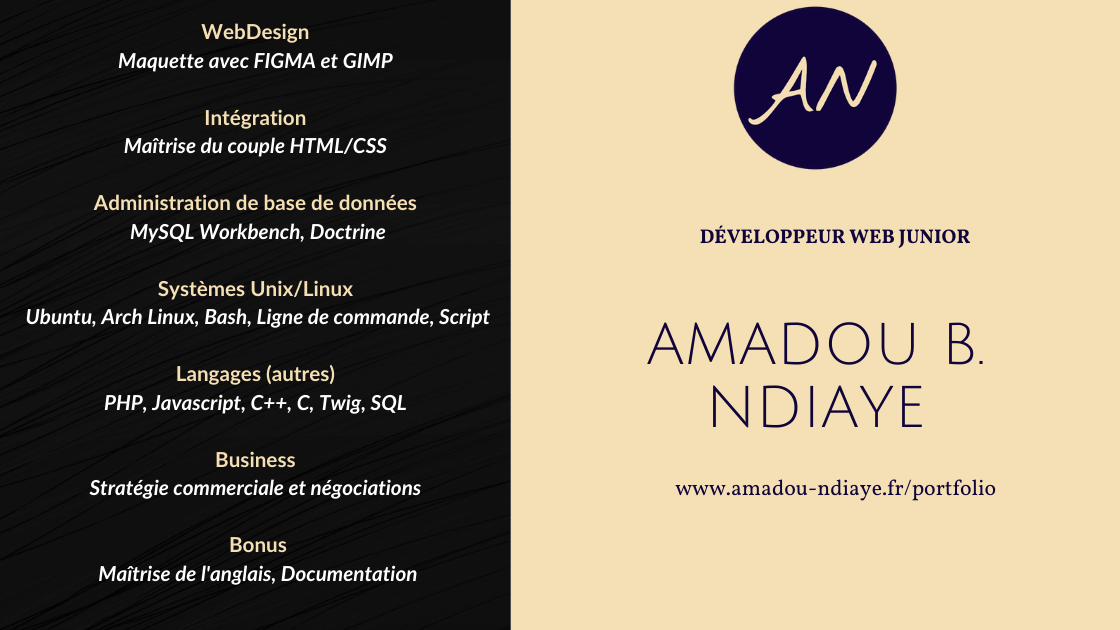 WebDesign
Maquette avec FIGMA et GIMP
Intégration
Maîtrise du couple HTML/CSS
Administration de base de données
MySQL Workbench, Doctrine
Systèmes Unix/Linux
Ubuntu, Arch Linux, Bash, Ligne de commande, Script
Langages (autres)
PHP, Javascript, C++, C, Twig, SQL
Business
Stratégie commerciale et négociations
Bonus
Maîtrise de l'anglais, Documentation
AN
DÉVELOPPEUR WEB JUNIOR
AMADOU B.
NDIAYE
www.amadou-ndiaye.fr/portfolio